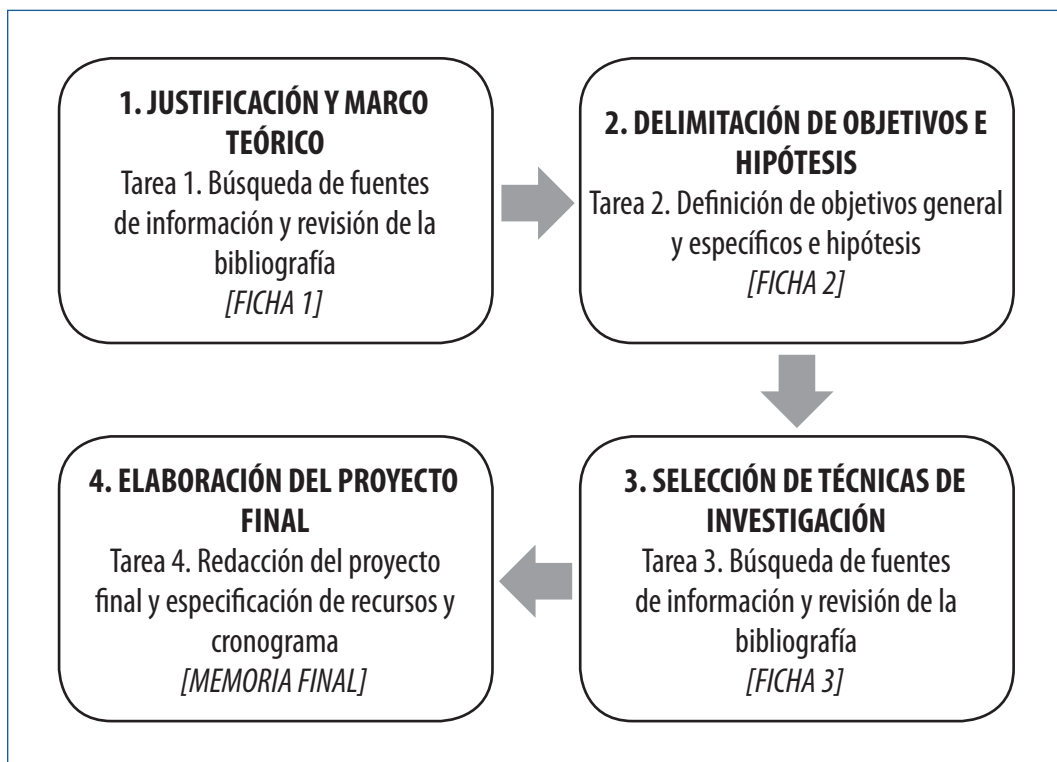 1. JUSTIFICACIÓN Y MARCO
TEÓRICO
Tarea 1. Búsqueda de fuentes
de información y revisión de la
bibliografía
[FICHA 1]
2. DELIMITACIÓN DE OBJETIVOS E
HIPÓTESIS
Tarea 2. Definición de objetivos general
y específicos e hipótesis
[FICHA 2]
3. SELECCIÓN DE TÉCNICAS DE
INVESTIGACIÓN
Tarea 3. Búsqueda de fuentes
de información y revisión de la
bibliografía
[FICHA 3]
4. ELABORACIÓN DEL PROYECTO
FINAL
Tarea 4. Redacción del proyecto
final y especificación de recursos y
cronograma
[MEMORIA FINAL]